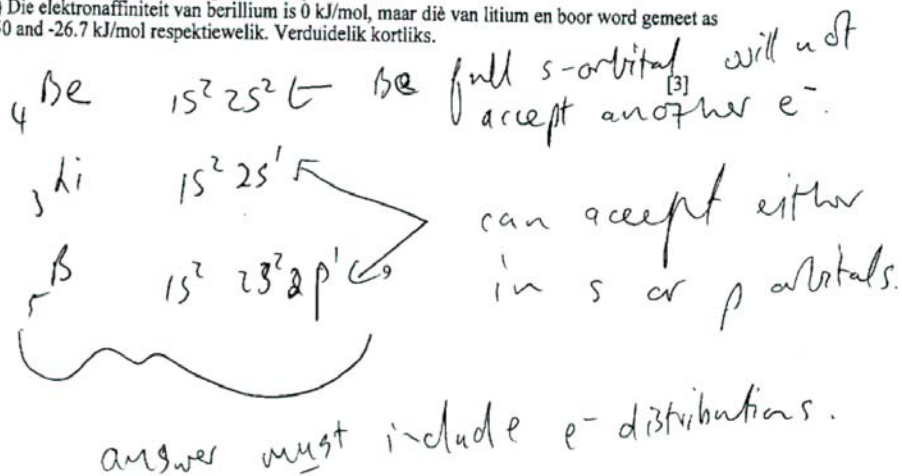 Die elektronaffiniteit van berillium is 0 kJ/mol, maar diè van litium en boor word gemeet as
0 and -26.7 kJ/mol respektiewelik. Verduidelik kortliks.
[3]
₄Be 1s² 2s² ← Be full s-orbital will not
accept another e⁻.
₃Li 1s² 2s¹
can accept either
in s or p orbitals.
₅B 1s² 2s² 2p¹
answer must include e⁻ distributions.